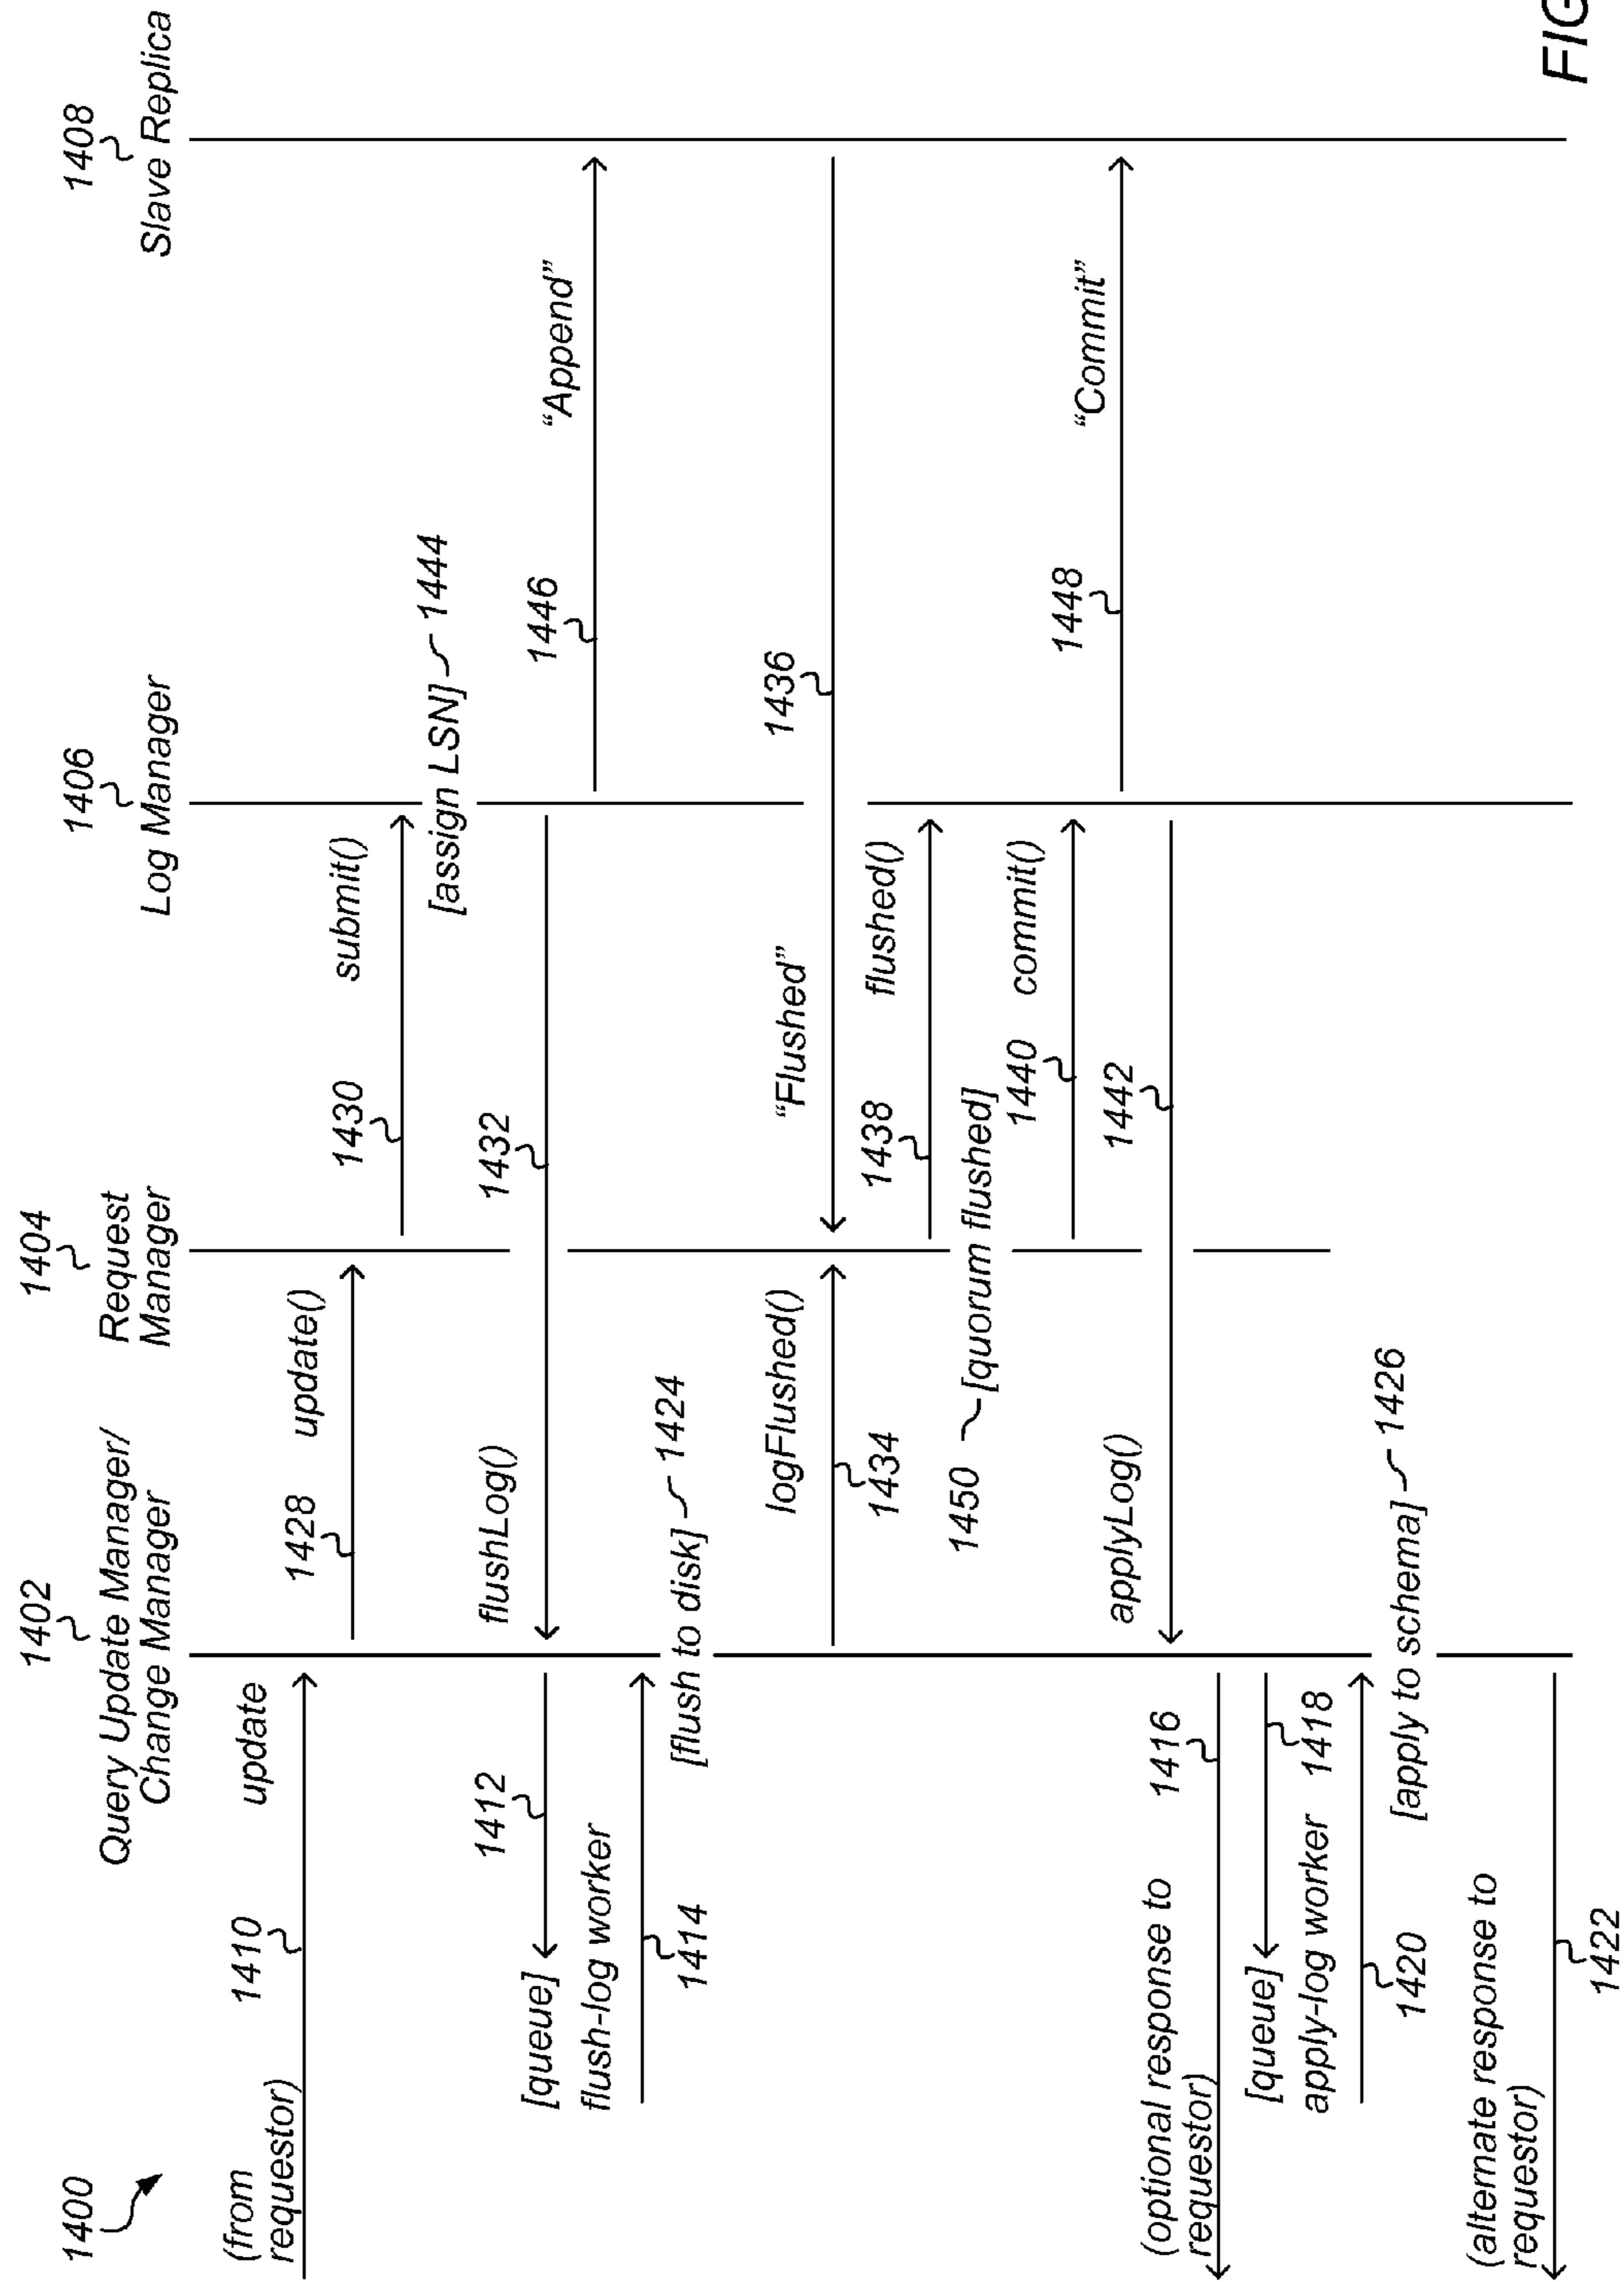 1400
1402
Query Update Manager/
Change Manager
1404
Request
Manager
1406
Log Manager
1408
Slave Replica
(from
requestor)
1410
update
1428
update()
1430
submit()
[assign LSN]
1444
flushLog()
1432
1412
[queue]
1446
"Append"
flush-log worker
1414
[flush to disk]
1424
logFlushed()
1434
"Flushed"
1436
1438
flushed()
1450
[quorum flushed]
1440
commit()
1448
"Commit"
applyLog()
1442
(optional response to
requestor)
1416
[queue]
1418
apply-log worker
1420
[apply to schema]
1426
(alternate response to
requestor)
1422
FIG